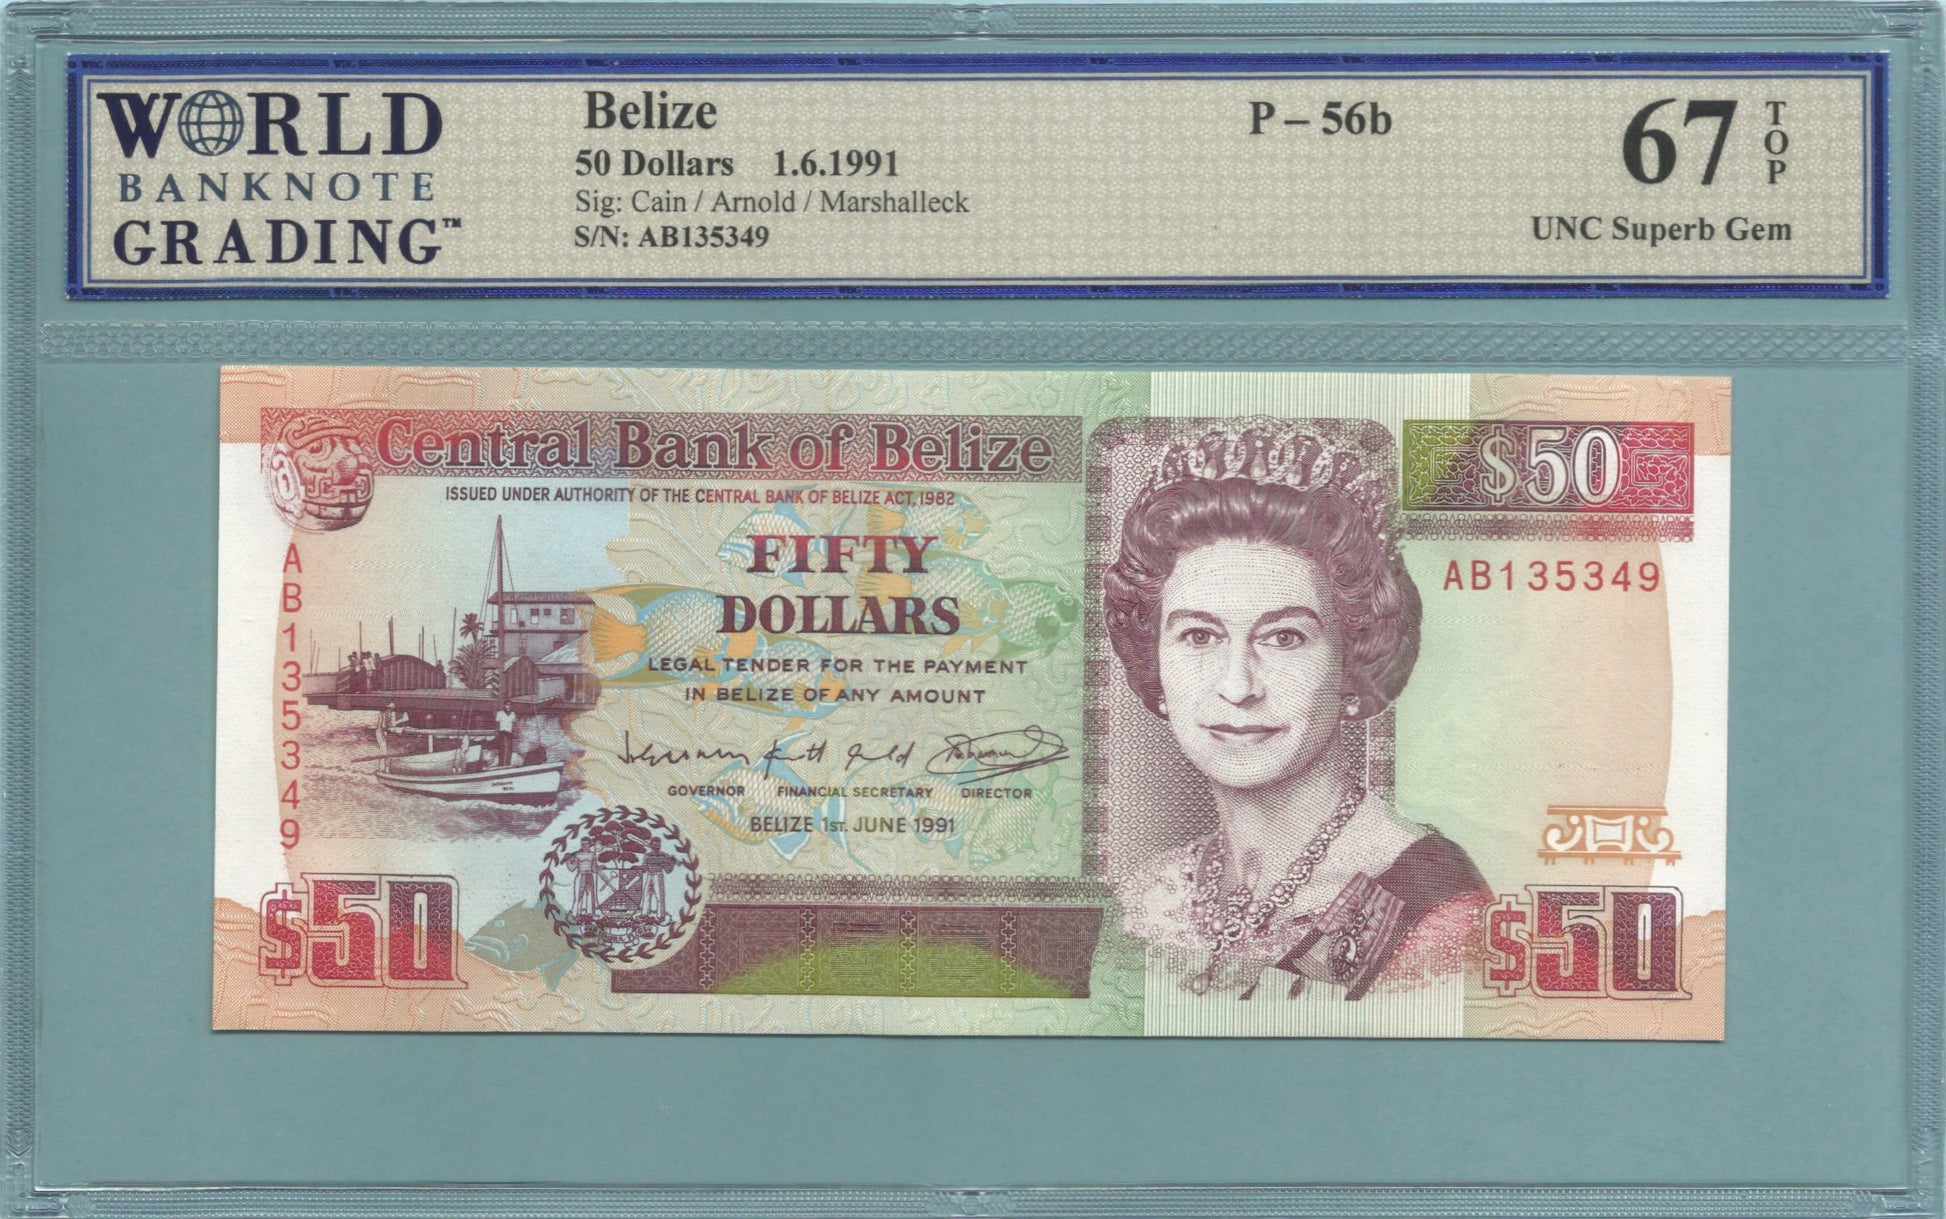 WORLD
BANKNOTE
GRADING™
Belize
50 Dollars 1.6.1991
Sig: Cain / Arnold / Marshalleck
S/N: AB135349
P – 56b
67
TOP
UNC Superb Gem
Central Bank of Belize
ISSUED UNDER AUTHORITY OF THE CENTRAL BANK OF BELIZE ACT, 1982
$50
AB135349
AB135349
FIFTY
DOLLARS
LEGAL TENDER FOR THE PAYMENT
IN BELIZE OF ANY AMOUNT
GOVERNOR FINANCIAL SECRETARY DIRECTOR
BELIZE 1ST. JUNE 1991
$50
$50